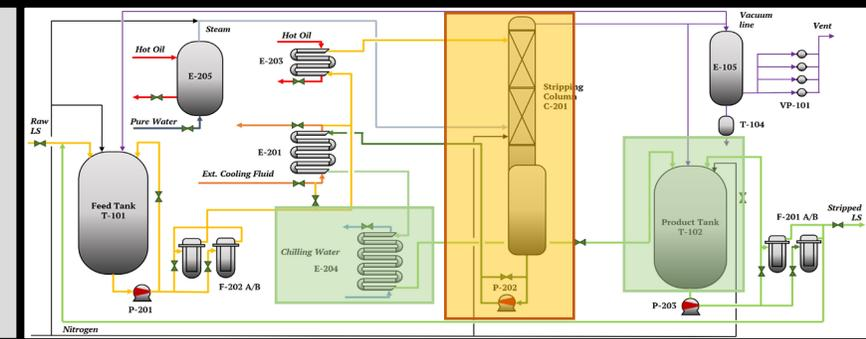 Vacuum
line
Vent
Steam
Hot Oil
Hot Oil
E-203
E-205
E-105
Stripping
Column
C-201
VP-101
Raw
LS
Pure Water
T-104
E-201
Ext. Cooling Fluid
Feed Tank
T-101
Product Tank
T-102
Stripped
LS
F-201 A/B
Chilling Water
E-204
F-202 A/B
P-201
P-202
P-203
Nitrogen